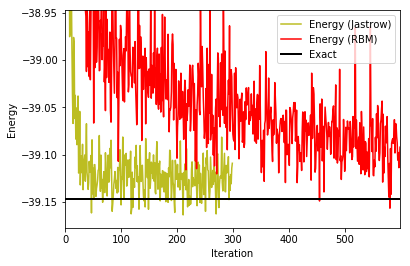 −38.95
−39.00
−39.05
−39.10
−39.15
Energy
0
100
200
300
400
500
Iteration
Energy (Jastrow)
Energy (RBM)
Exact